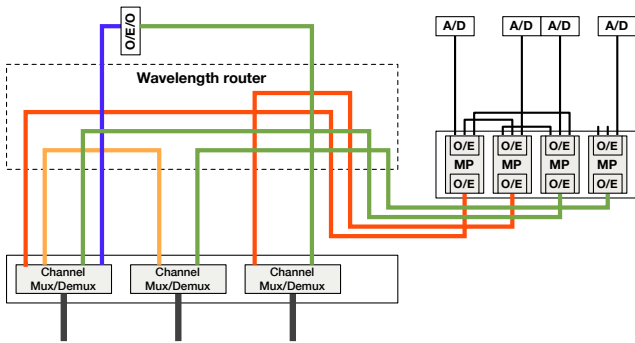 O/E/O
A/D
A/D
A/D
A/D
Wavelength router
O/E
O/E
O/E
O/E
MP
MP
MP
MP
O/E
O/E
O/E
O/E
Channel
Mux/Demux
Channel
Mux/Demux
Channel
Mux/Demux